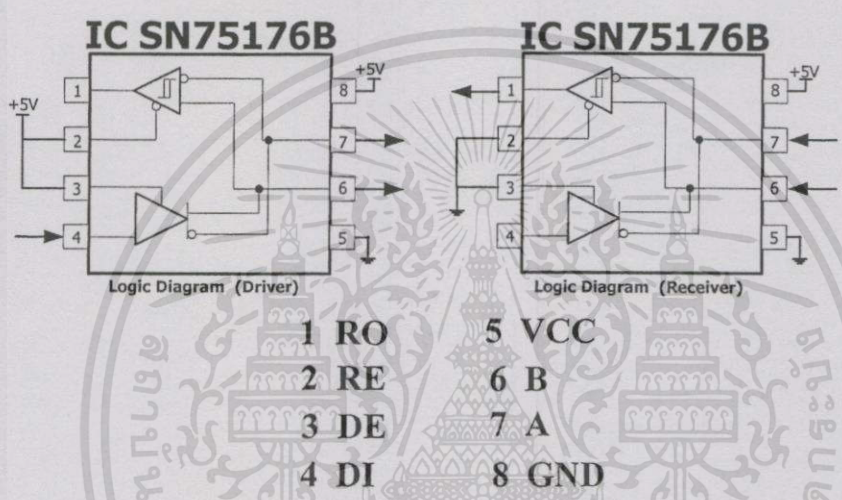 IC SN75176B IC SN75176B
+5V 1 8 +5V 2 7 3 6 4 5
1 8 +5V 2 7 3 6 4 5
Logic Diagram (Driver) Logic Diagram (Receiver)
1 RO 5 VCC
2 RE 6 B
3 DE 7 A
4 DI 8 GND